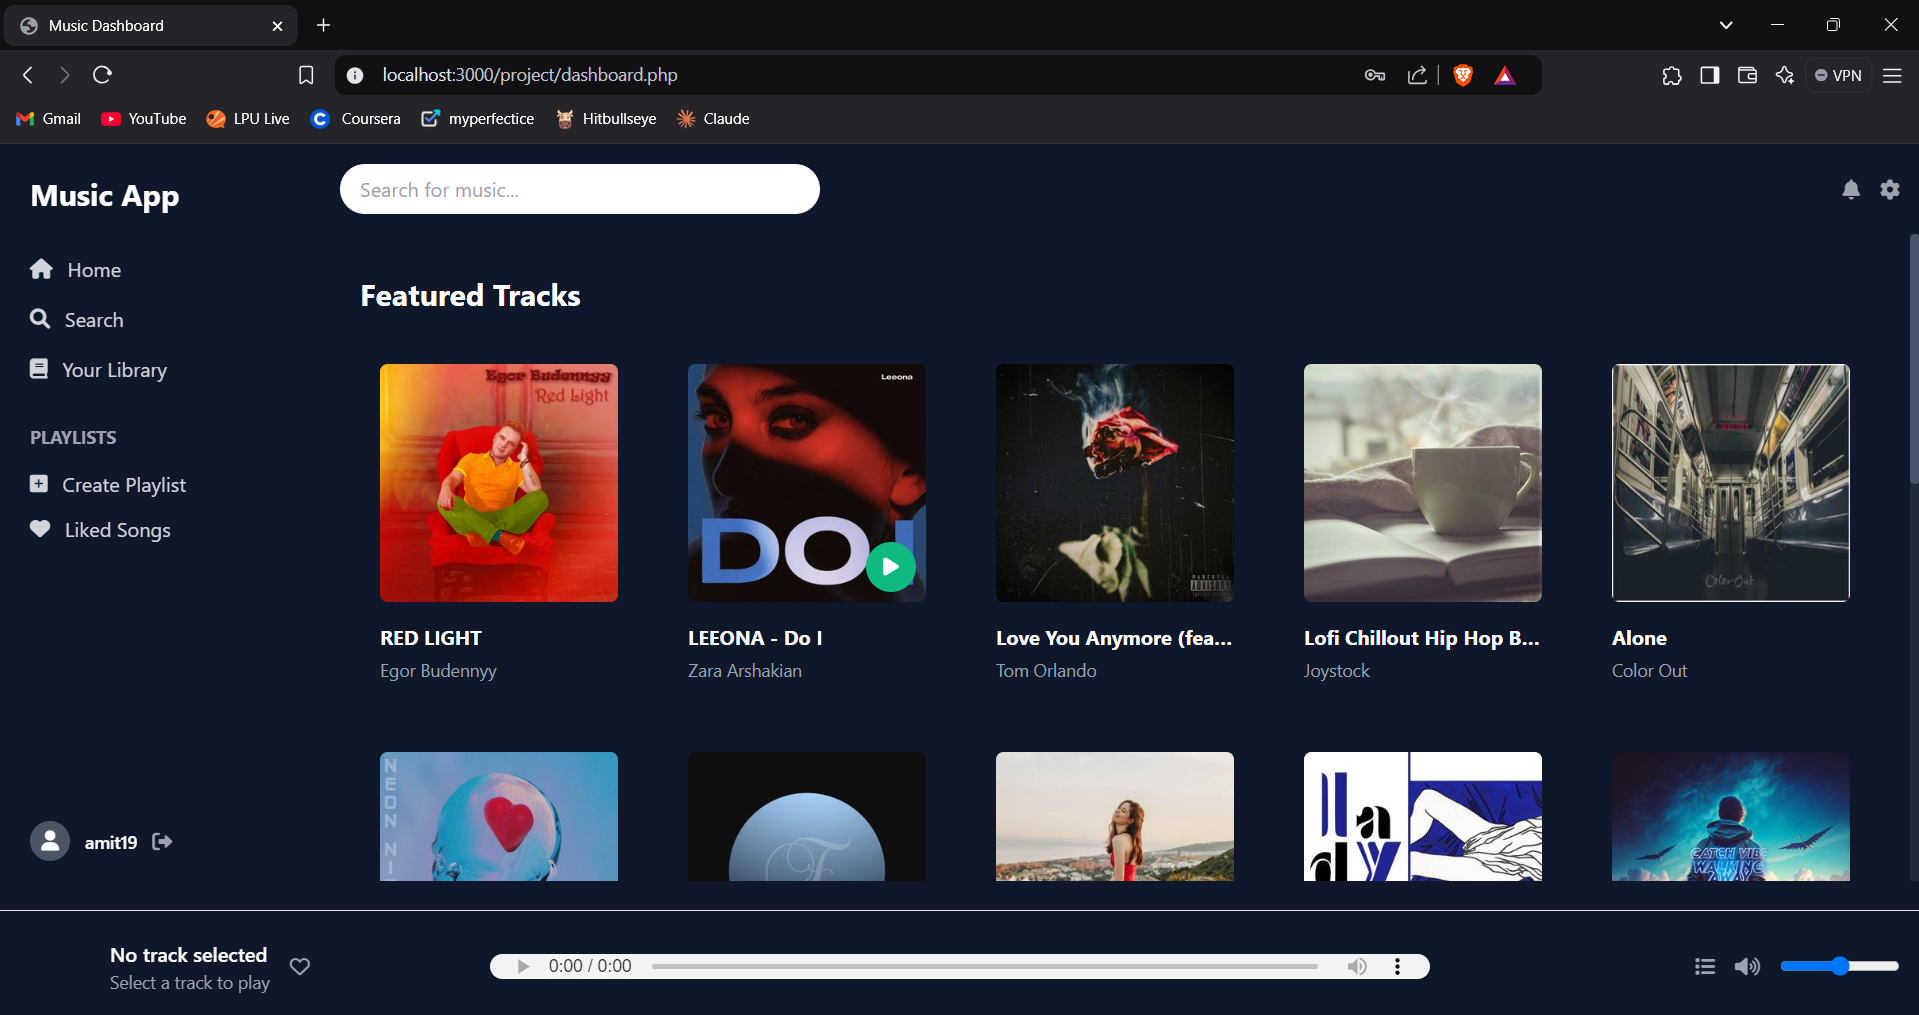 Music Dashboard
localhost:3000/project/dashboard.php
VPN
Gmail
YouTube
LPU Live
Coursera
myperfectice
Hitbullseye
Claude
Music App
Search for music...
Home
Search
Your Library
PLAYLISTS
Create Playlist
Liked Songs
amit19
Featured Tracks
Egor Budennyy
Red Light
Leeona
DO I
PARENTAL
ADVISORY
Color Out
RED LIGHT
LEEONA - Do I
Love You Anymore (fea...
Lofi Chillout Hip Hop B...
Alone
Egor Budennyy
Zara Arshakian
Tom Orlando
Joystock
Color Out
NEON NI
F
lady
CATCH VIBE
WALKING
No track selected
Select a track to play
0:00 / 0:00